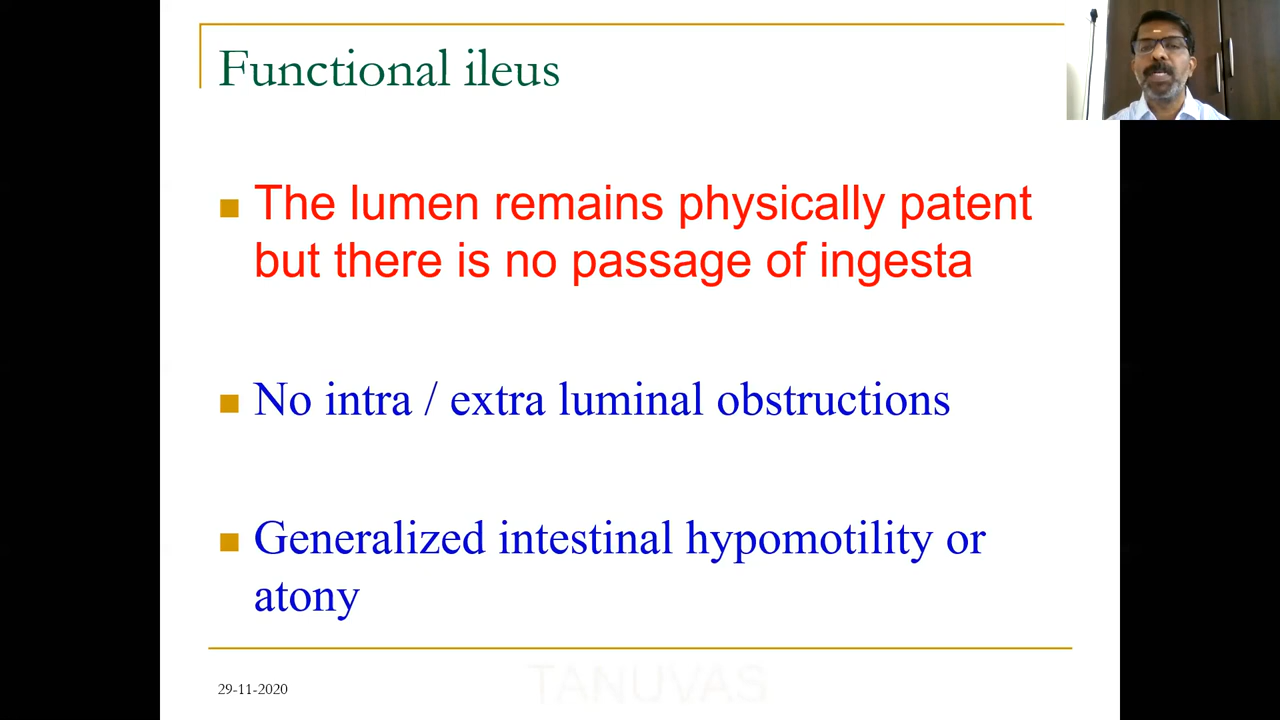 Functional ileus
The lumen remains physically patent
but there is no passage of ingesta
No intra / extra luminal obstructions
Generalized intestinal hypomotility or
atony
29-11-2020
TANUVAS